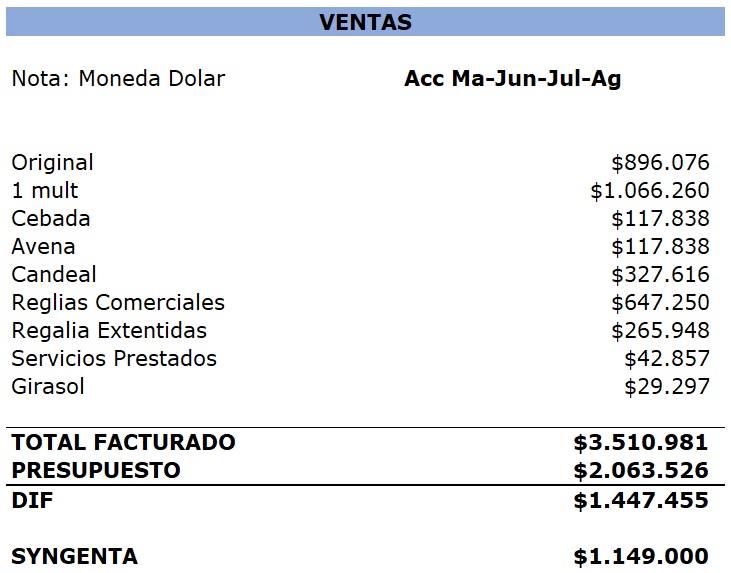 VENTAS
Nota: Moneda Dolar Acc Ma-Jun-Jul-Ag
Original $896.076
1 mult $1.066.260
Cebada $117.838
Avena $117.838
Candeal $327.616
Reglias Comerciales $647.250
Regalia Extentidas $265.948
Servicios Prestados $42.857
Girasol $29.297
TOTAL FACTURADO $3.510.981
PRESUPUESTO $2.063.526
DIF $1.447.455
SYNGENTA $1.149.000